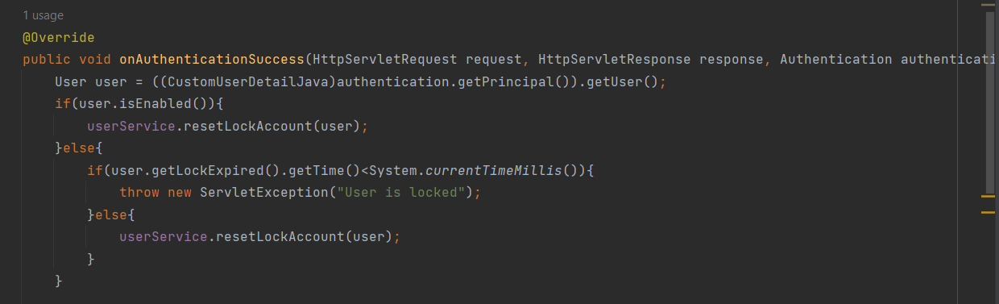 1 usage
@Override
public void onAuthenticationSuccess(HttpServletRequest request, HttpServletResponse response, Authentication authenticati
User user = ((CustomUserDetailJava)authentication.getPrincipal()).getUser();
if(user.isEnabled()){
userService.resetLockAccount(user);
}else{
if(user.getLockExpired().getTime()<System.currentTimeMillis()){
throw new ServletException("User is locked");
}else{
userService.resetLockAccount(user);
}
}